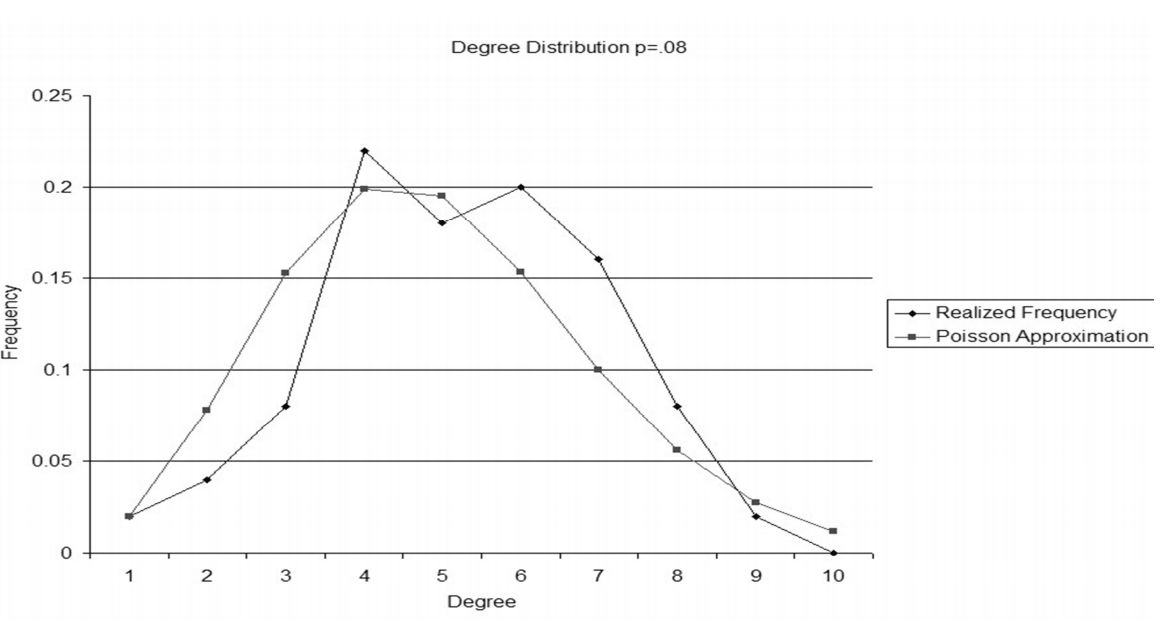 Degree Distribution p=.08
0.25
0.2
0.15
0.1
0.05
0
Frequency
1 2 3 4 5 6 7 8 9 10
Degree
Realized Frequency
Poisson Approximation